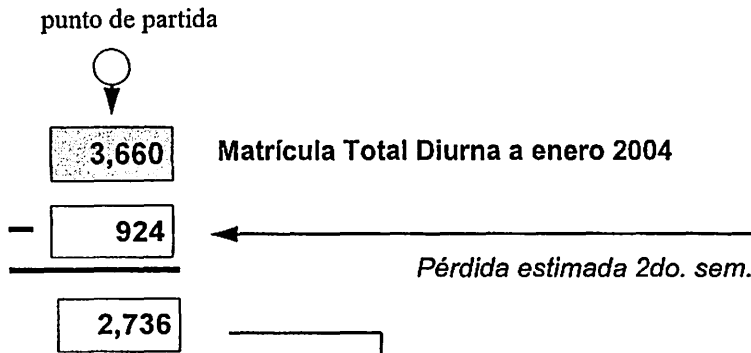 punto de partida
3,660 Matrícula Total Diurna a enero 2004
– 924
Pérdida estimada 2do. sem.
2,736